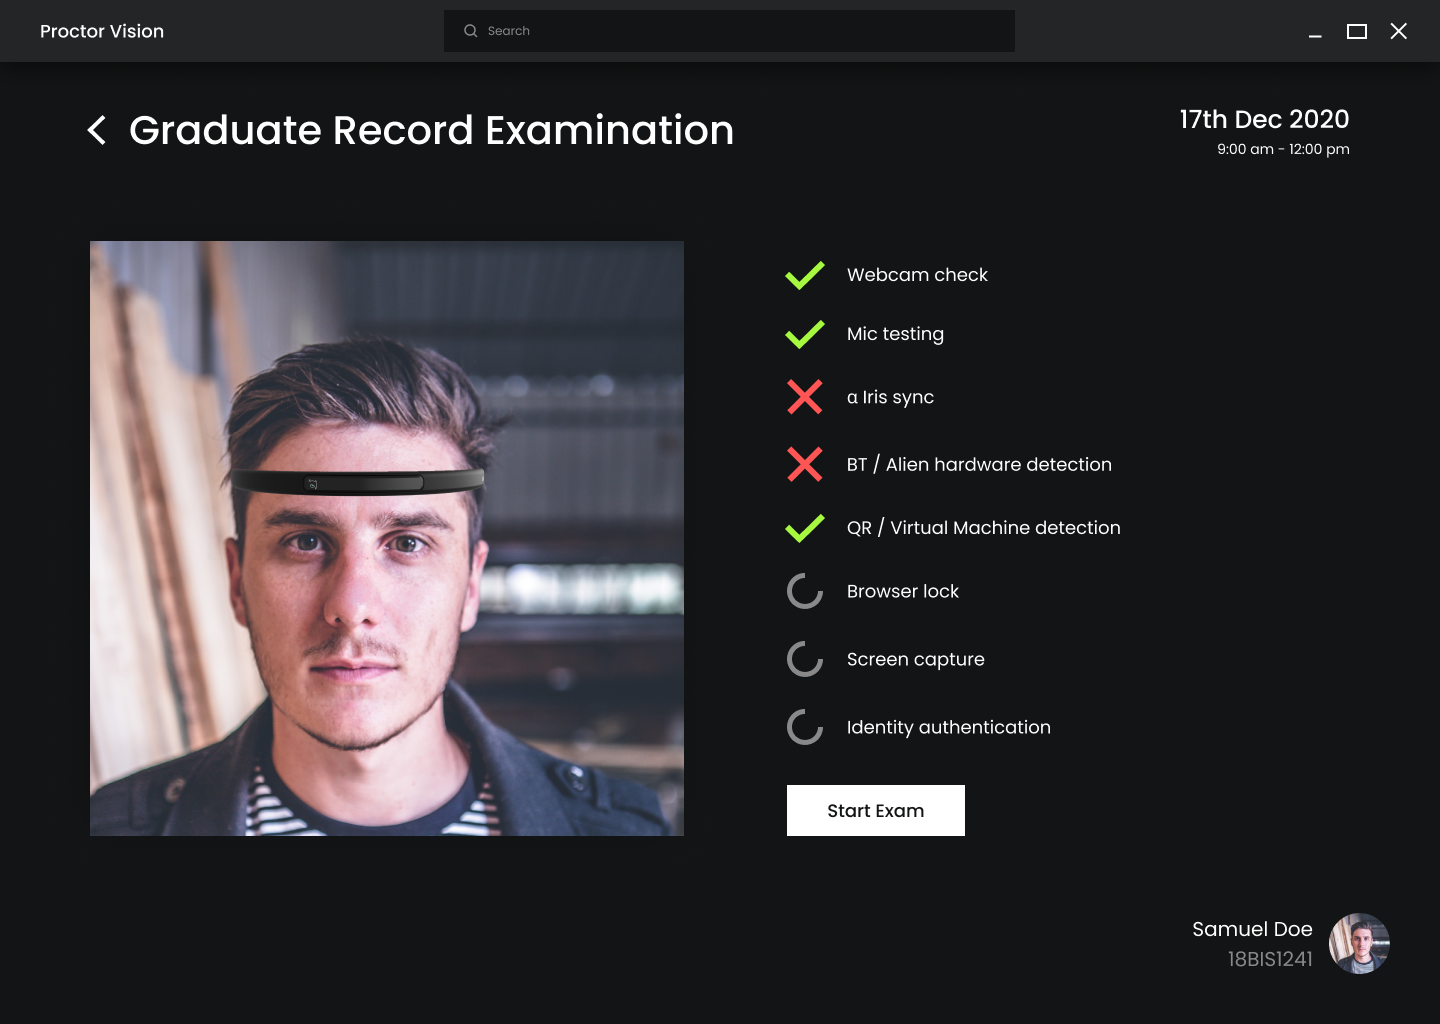 Proctor Vision
Search
Graduate Record Examination
17th Dec 2020
9:00 am - 12:00 pm
Webcam check
Mic testing
α Iris sync
BT / Alien hardware detection
QR / Virtual Machine detection
Browser lock
Screen capture
Identity authentication
Start Exam
Samuel Doe
18BIS1241